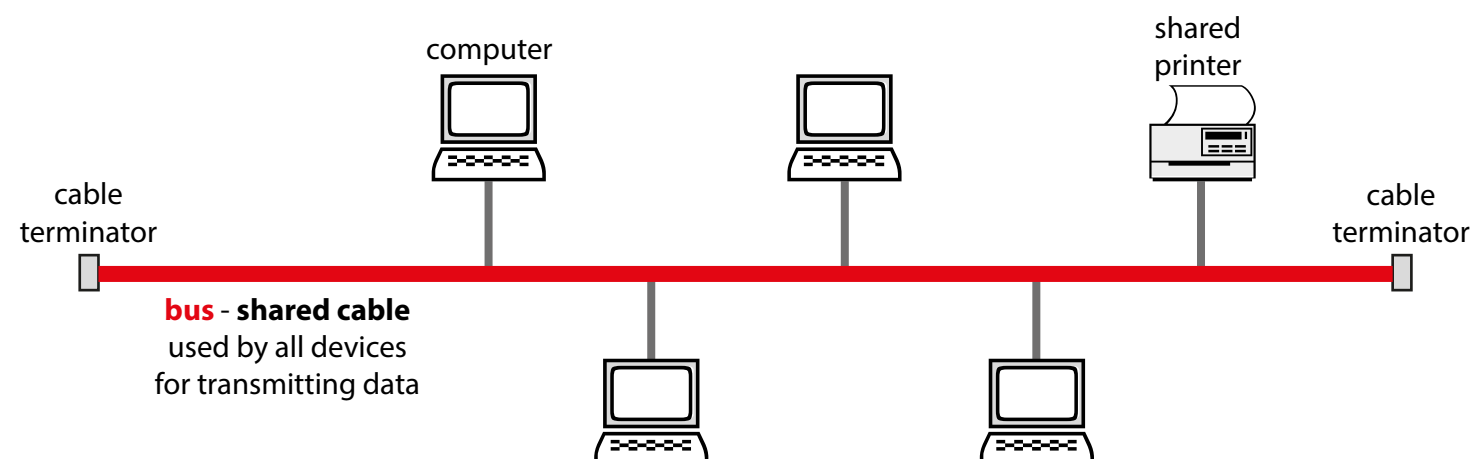 computer
shared
printer
cable
terminator
cable
terminator
bus - shared cable
used by all devices
for transmitting data